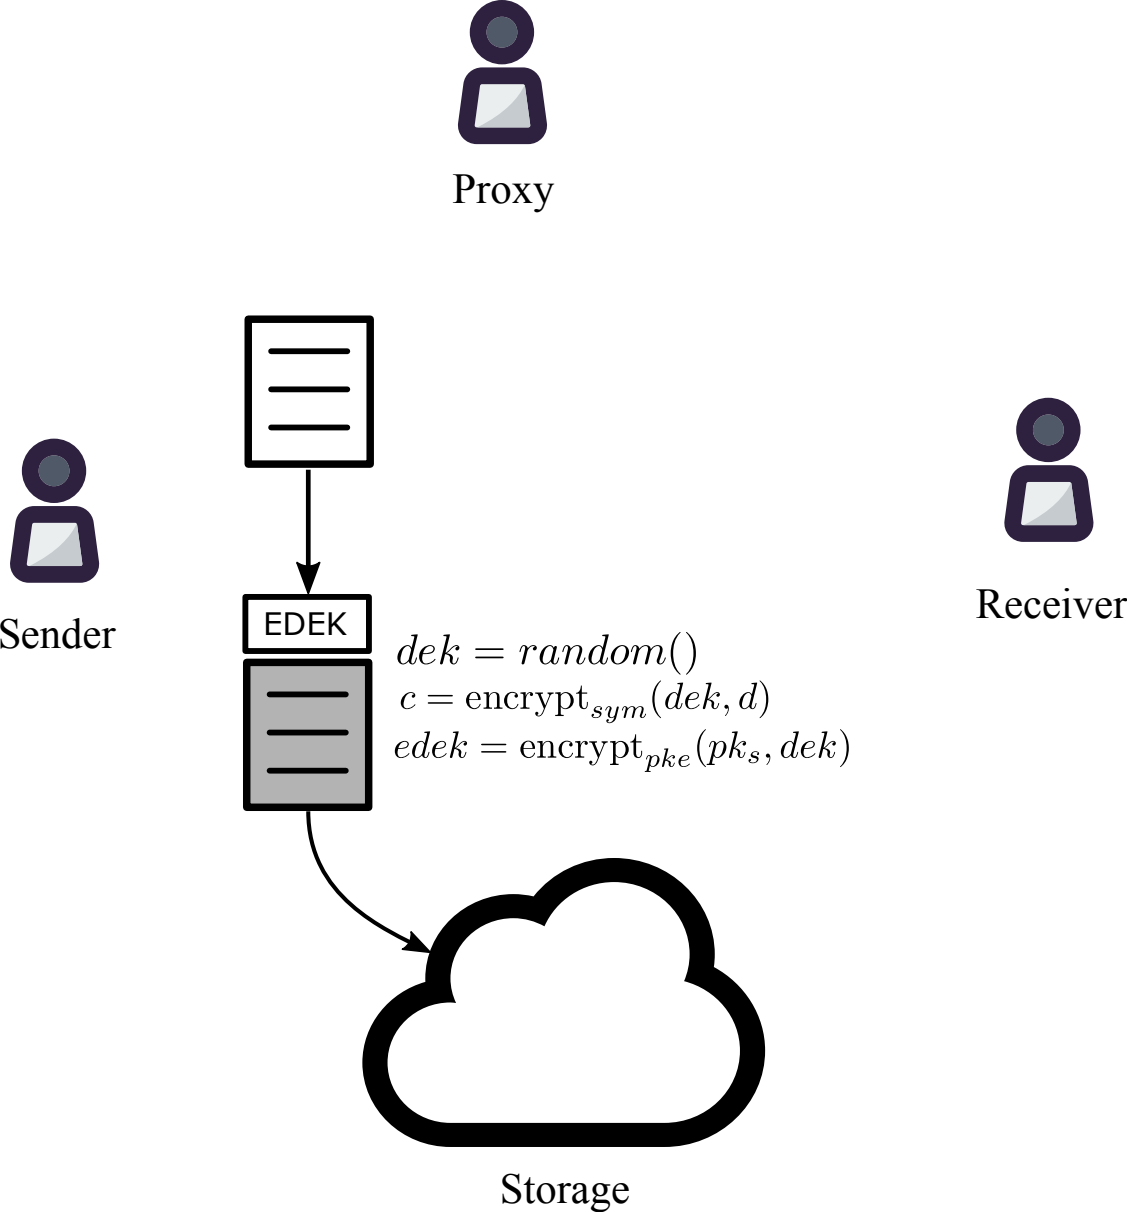 Proxy
Sender
Receiver
EDEK
dek = random()
c = encrypt_sym(dek, d)
edek = encrypt_pke(pk_s, dek)
Storage